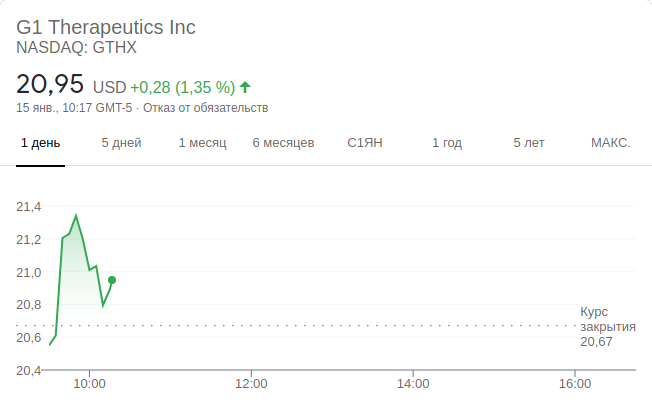 G1 Therapeutics Inc
NASDAQ: GTHX
20,95 USD +0,28 (1,35 %)
15 янв., 10:17 GMT-5 · Отказ от обязательств
1 день 5 дней 1 месяц 6 месяцев С1ЯН 1 год 5 лет МАКС.
21,4
21,2
21,0
20,8
20,6
20,4
Курс
закрытия
20,67
10:00 12:00 14:00 16:00